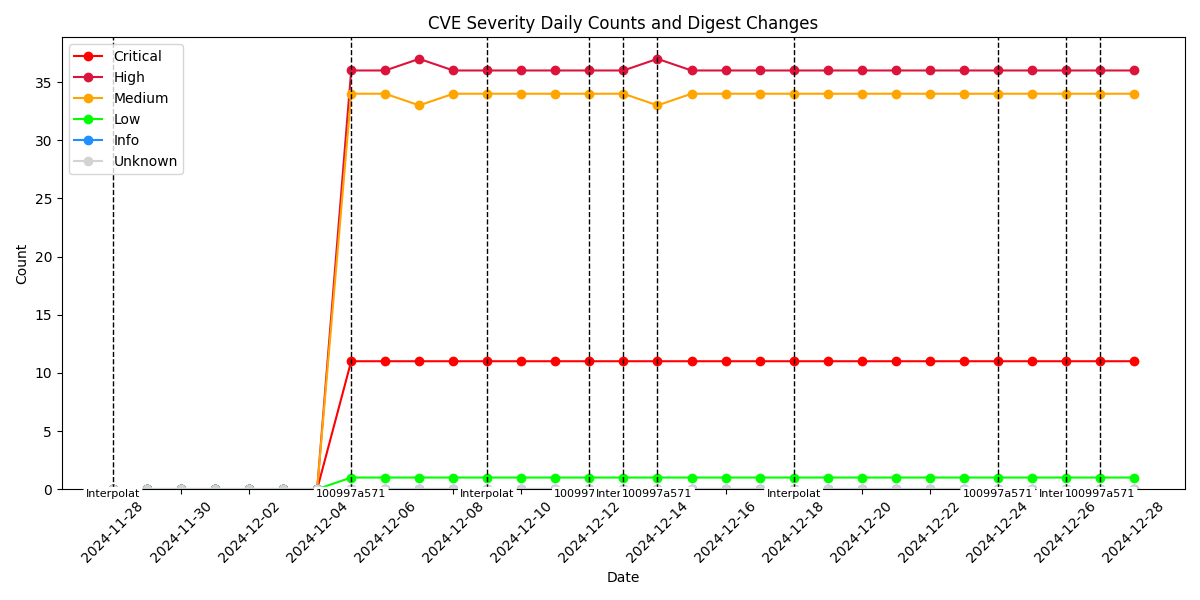 CVE Severity Daily Counts and Digest Changes
Critical
High
Medium
Low
Info
Unknown
Count
35
30
25
20
15
10
5
0
Interpolat
100997a571
Interpolat
100997
Inter
100997a571
Interpolat
100997a571
Inter
100997a571
2024-11-28
2024-11-30
2024-12-02
2024-12-04
2024-12-06
2024-12-08
2024-12-10
2024-12-12
2024-12-14
2024-12-16
2024-12-18
2024-12-20
2024-12-22
2024-12-24
2024-12-26
2024-12-28
Date